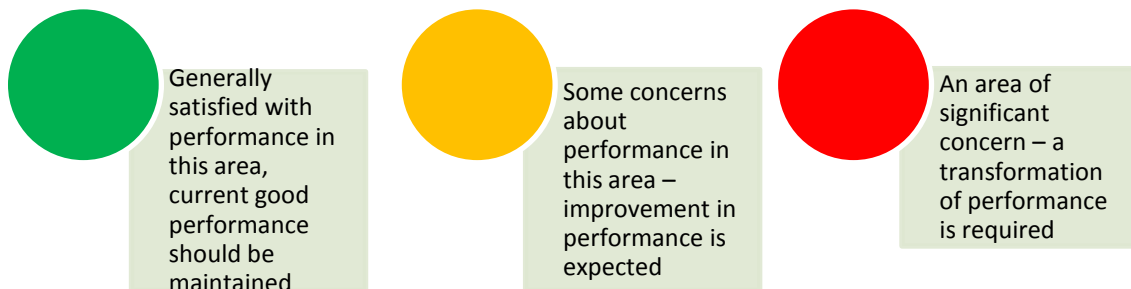 Generally
satisfied with
performance in
this area,
current good
performance
should be
maintained
Some concerns
about
performance in
this area –
improvement in
performance is
expected
An area of
significant
concern – a
transformation
of performance
is required